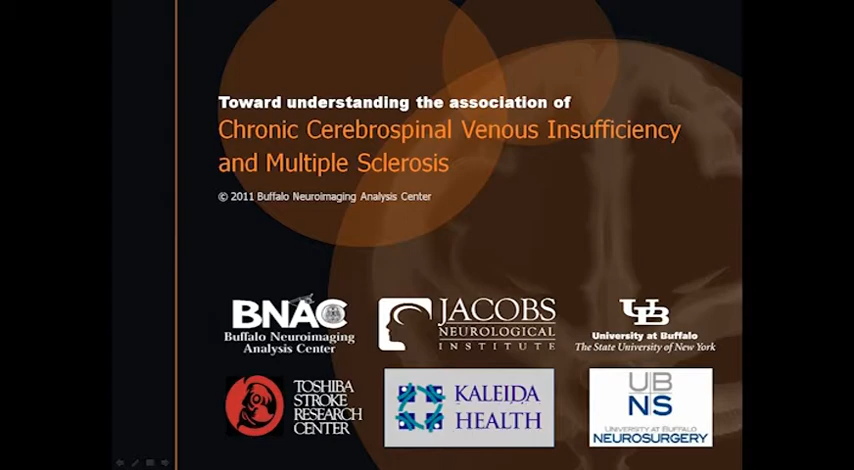 Toward understanding the association of
Chronic Cerebrospinal Venous Insufficiency
and Multiple Sclerosis
© 2011 Buffalo Neuroimaging Analysis Center
BNAC
Buffalo Neuroimaging
Analysis Center
JACOBS
NEUROLOGICAL
INSTITUTE
UB
University at Buffalo
The State University of New York
TOSHIBA
STROKE
RESEARCH
CENTER
KALEIDA
HEALTH
UB
NS
UNIVERSITY AT BUFFALO
NEUROSURGERY